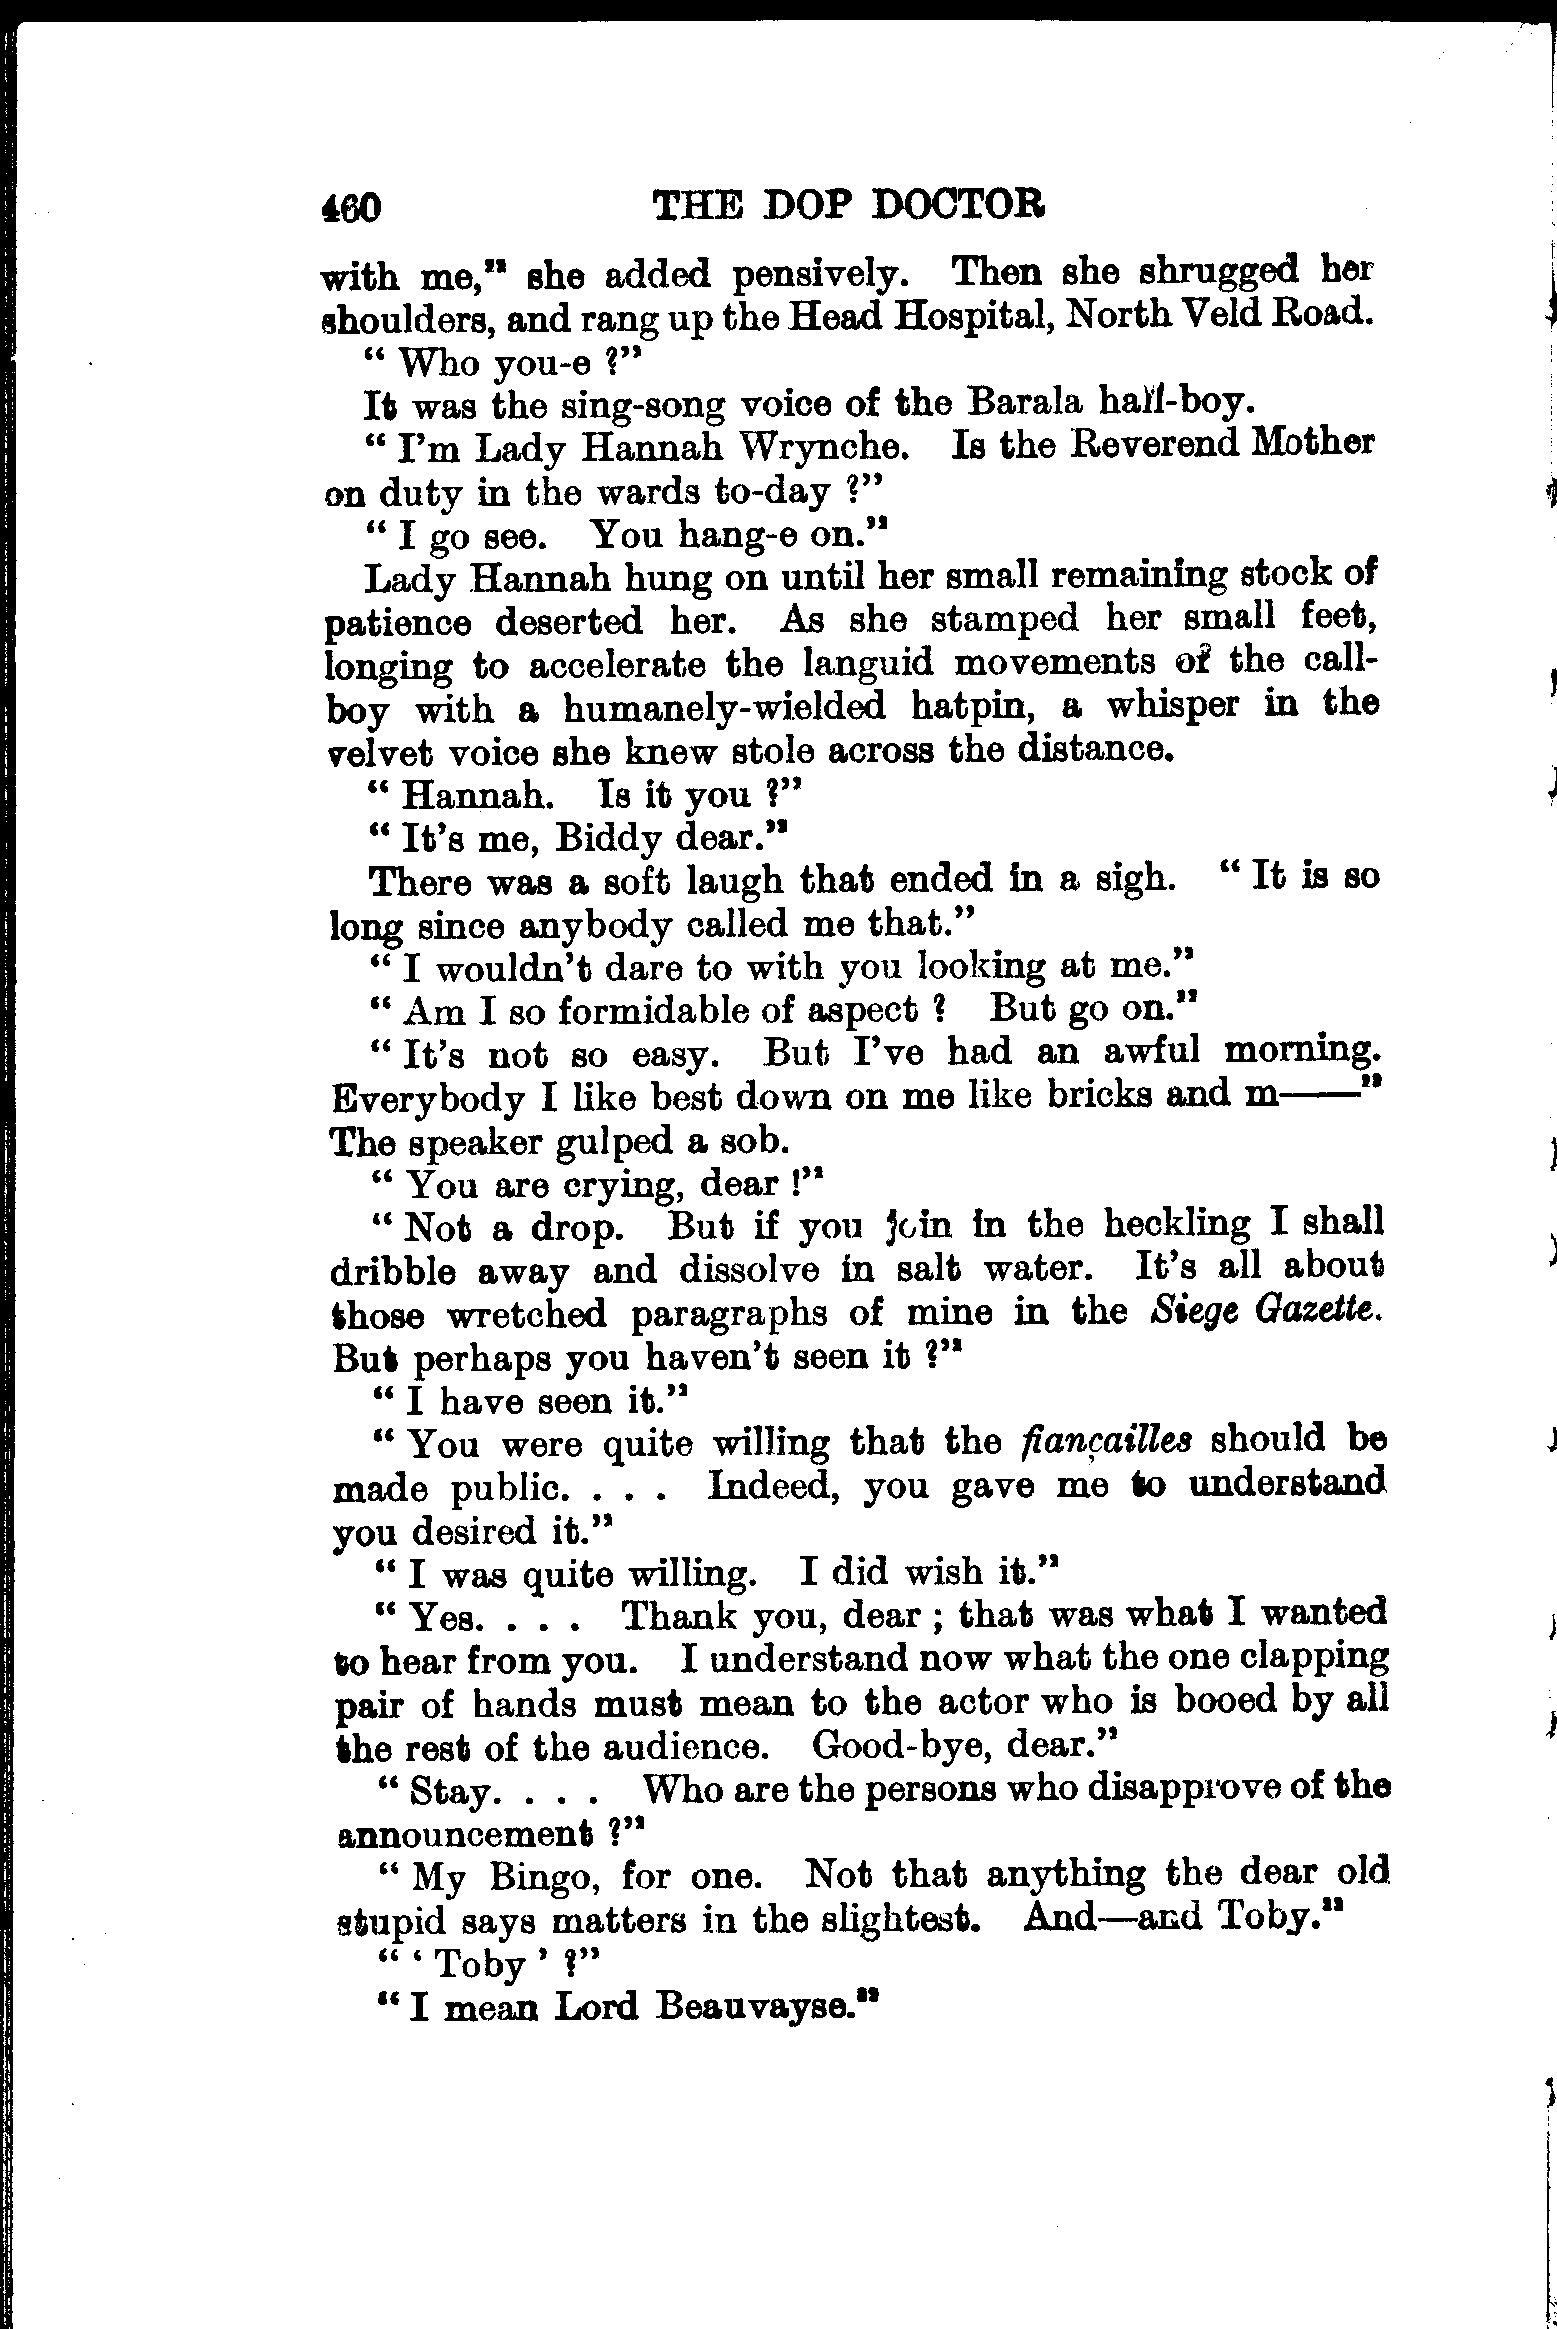 460 THE DOP DOCTOR
with me," she added pensively. Then she shrugged her
shoulders, and rang up the Head Hospital, North Veld Road.
" Who you-e ?"
It was the sing-song voice of the Barala hall-boy.
" I'm Lady Hannah Wrynche. Is the Reverend Mother
on duty in the wards to-day ?"
" I go see. You hang-e on."
Lady Hannah hung on until her small remaining stock of
patience deserted her. As she stamped her small feet,
longing to accelerate the languid movements of the call-
boy with a humanely-wielded hatpin, a whisper in the
velvet voice she knew stole across the distance.
" Hannah. Is it you ?"
" It's me, Biddy dear."
There was a soft laugh that ended in a sigh. " It is so
long since anybody called me that."
" I wouldn't dare to with you looking at me."
" Am I so formidable of aspect ? But go on."
" It's not so easy. But I've had an awful morning.
Everybody I like best down on me like bricks and m——"
The speaker gulped a sob.
" You are crying, dear !"
" Not a drop. But if you join in the heckling I shall
dribble away and dissolve in salt water. It's all about
those wretched paragraphs of mine in the Siege Gazette.
But perhaps you haven't seen it ?"
" I have seen it."
" You were quite willing that the fiançailles should be
made public. . . . Indeed, you gave me to understand
you desired it."
" I was quite willing. I did wish it."
" Yes. . . . Thank you, dear ; that was what I wanted
to hear from you. I understand now what the one clapping
pair of hands must mean to the actor who is booed by all
the rest of the audience. Good-bye, dear."
" Stay. . . . Who are the persons who disapprove of the
announcement ?"
" My Bingo, for one. Not that anything the dear old
stupid says matters in the slightest. And—and Toby."
" ' Toby ' ?"
" I mean Lord Beauvayse."